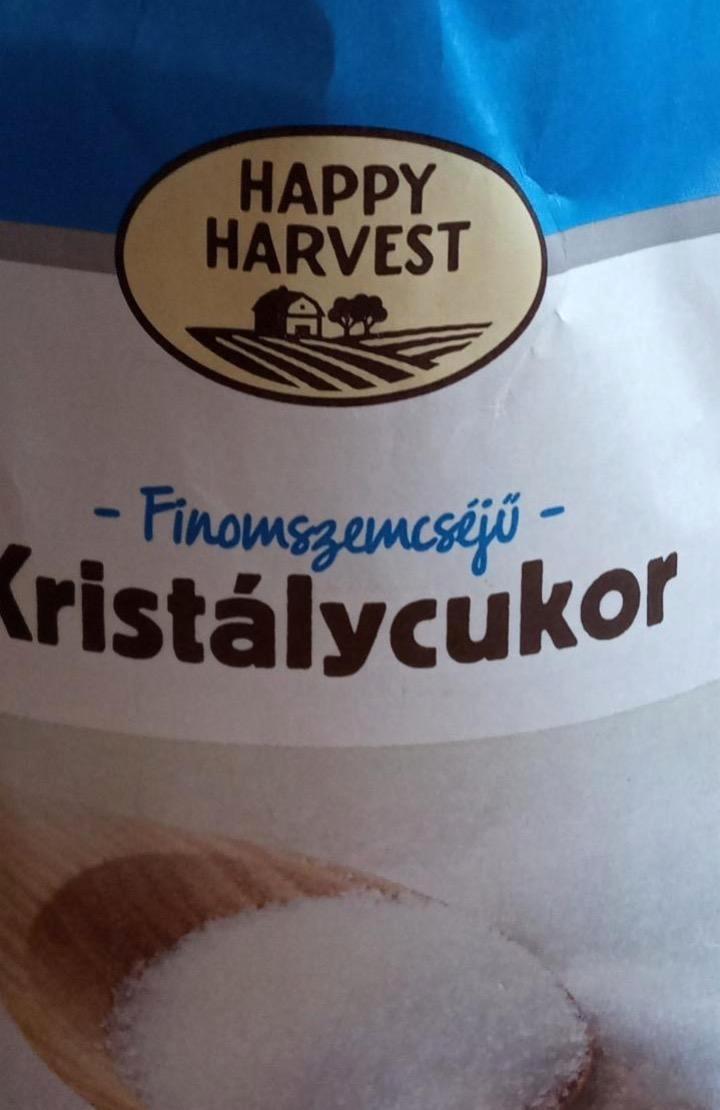 HAPPY
HARVEST
- Finomszemcséjű -
Kristálycukor